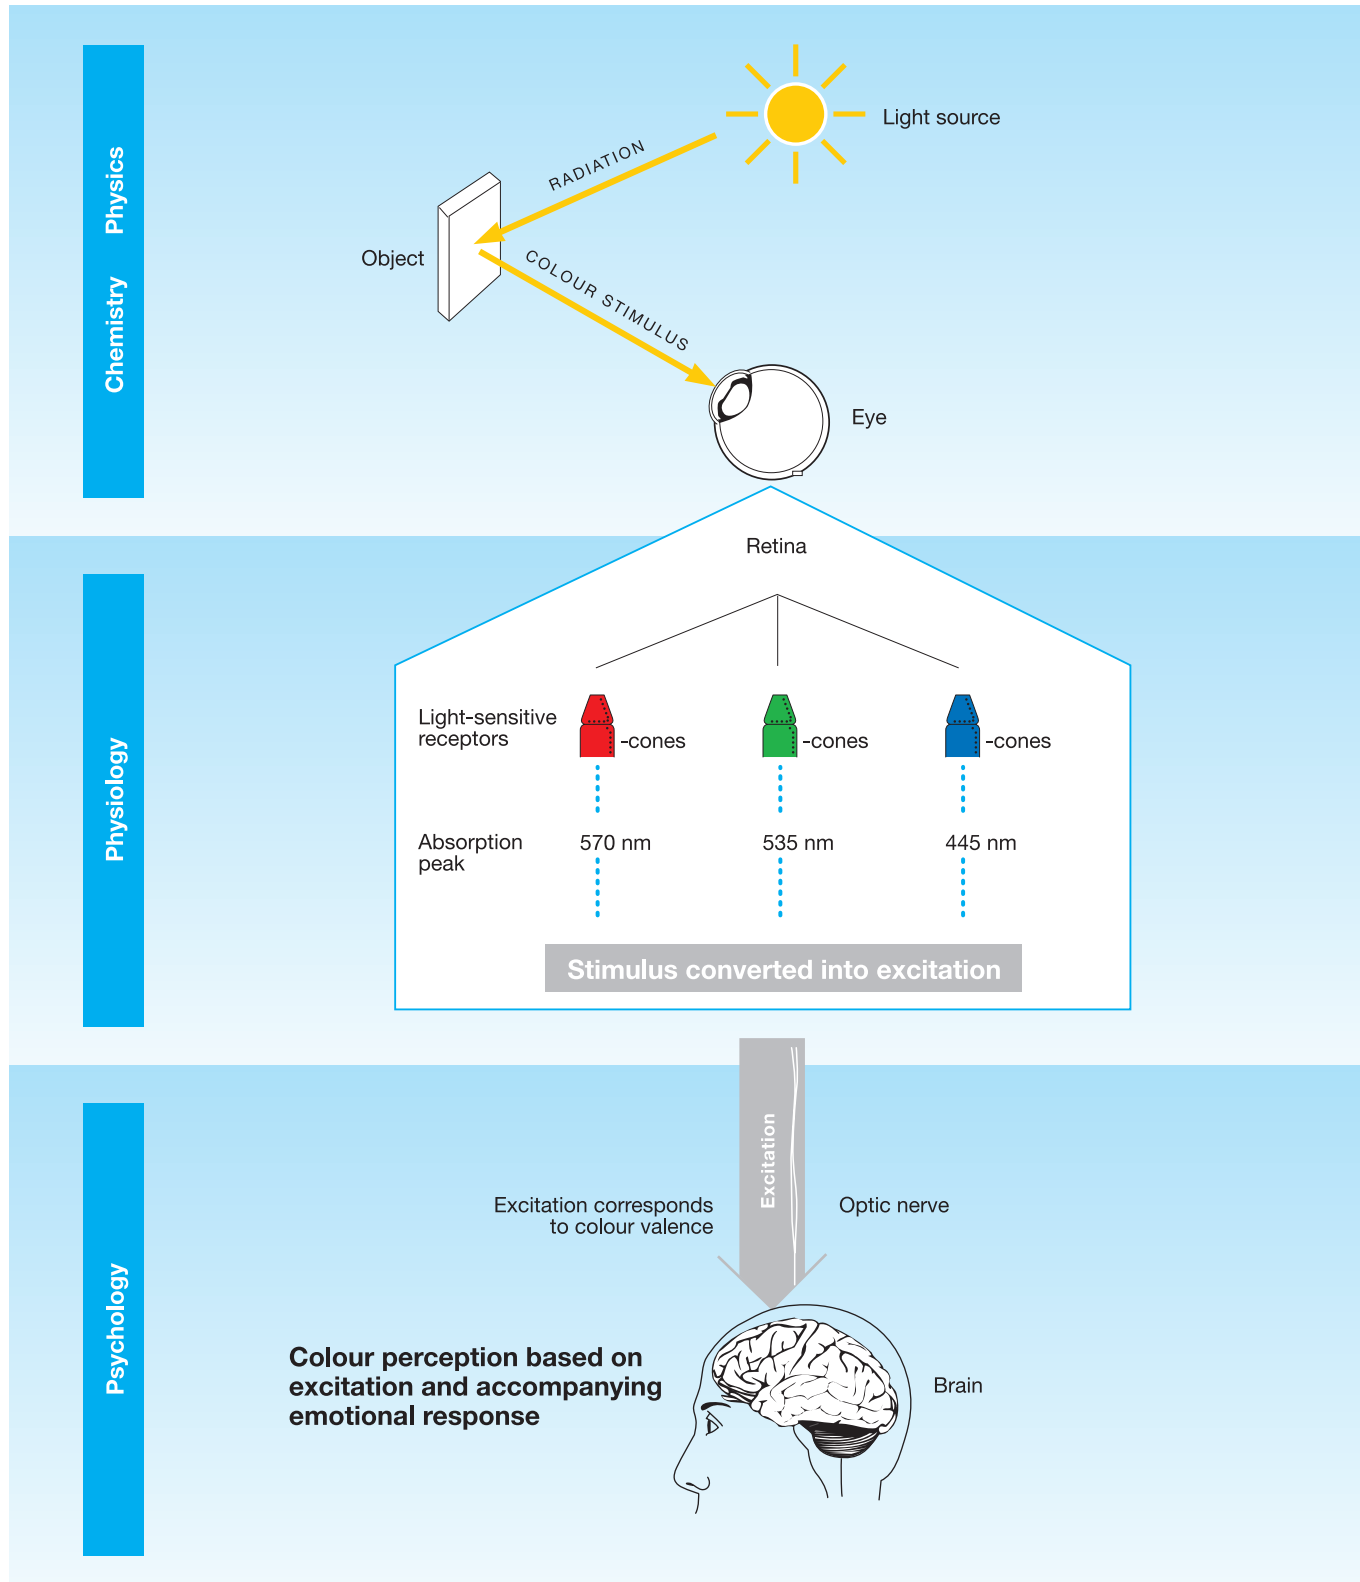 Physics
Chemistry
Light source
RADIATION
Object
COLOUR STIMULUS
Eye
Physiology
Retina
Light-sensitive
receptors
-cones
-cones
-cones
Absorption
peak
570 nm
535 nm
445 nm
Stimulus converted into excitation
Psychology
Excitation
Excitation corresponds
to colour valence
Optic nerve
Colour perception based on
excitation and accompanying
emotional response
Brain